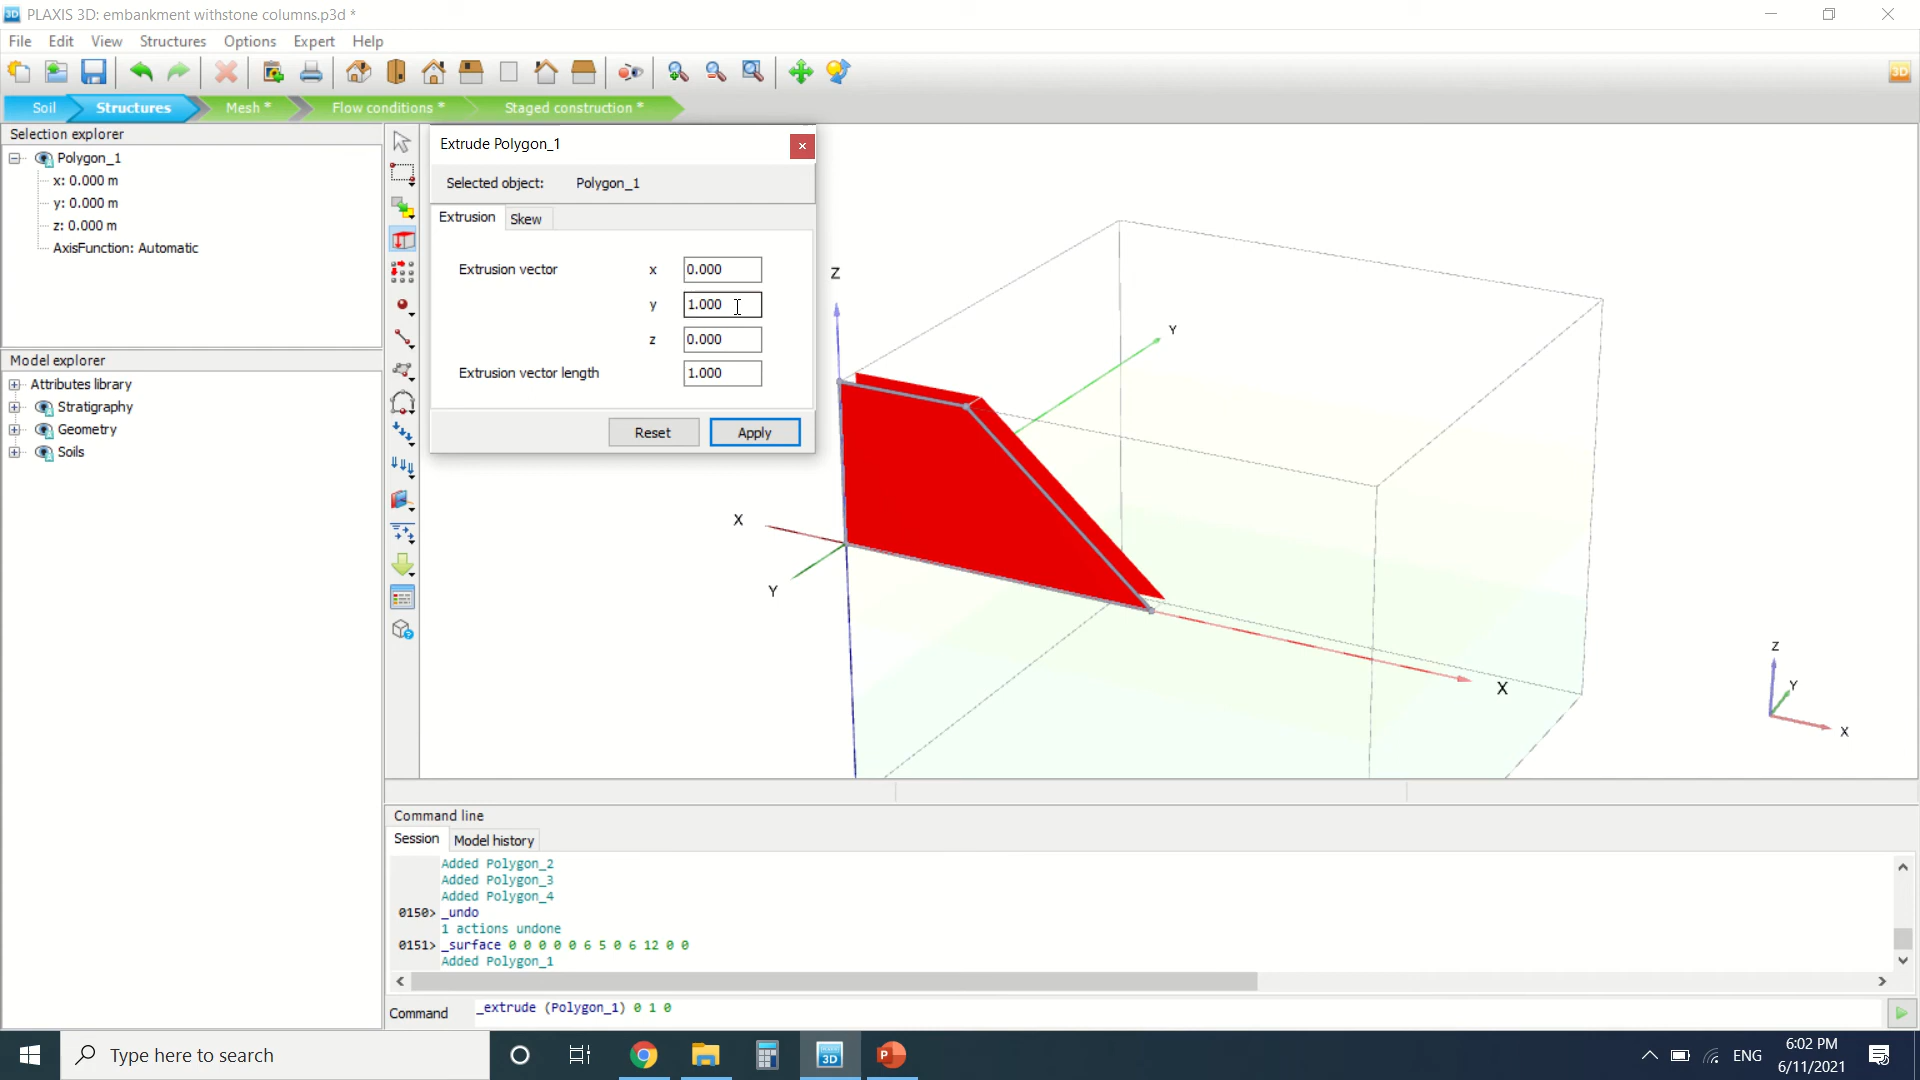 PLAXIS 3D: embankment withstone columns.p3d *
File Edit View Structures Options Expert Help
3D
Soil Structures Mesh * Flow conditions * Staged construction *
Selection explorer
Polygon_1
x: 0.000 m
y: 0.000 m
z: 0.000 m
AxisFunction: Automatic
Model explorer
Attributes library
Stratigraphy
Geometry
Soils
Extrude Polygon_1
Selected object: Polygon_1
Extrusion Skew
Extrusion vector x 0.000
y 1.000
z 0.000
Extrusion vector length 1.000
Reset Apply
Z
Y
X
Y
X
Z
Y
X
Command line
Session Model history
Added Polygon_2
Added Polygon_3
Added Polygon_4
0150> _undo
1 actions undone
0151> _surface 0 0 0 0 0 6 5 0 6 12 0 0
Added Polygon_1
Command _extrude (Polygon_1) 0 1 0
Type here to search
3D
P
ENG
6:02 PM
6/11/2021